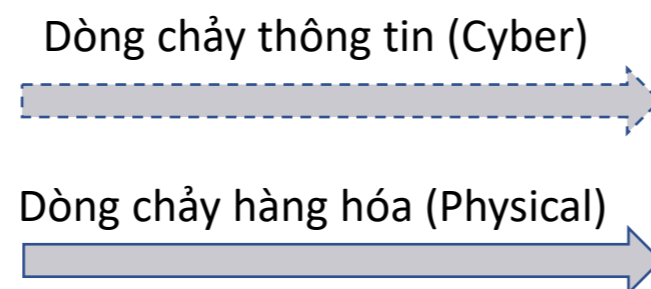 Dòng chảy thông tin (Cyber)
Dòng chảy hàng hóa (Physical)